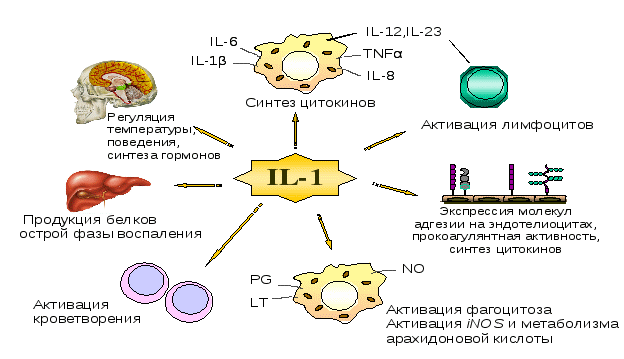 IL-12,IL-23
IL-6
TNFα
IL-1β
IL-8
Синтез цитокинов
Регуляция
температуры,
поведения,
синтеза гормонов
Активация лимфоцитов
IL-1
Продукция белков
острой фазы воспаления
Экспрессия молекул
адгезии на эндотелиоцитах,
прокоагулянтная активность,
синтез цитокинов
PG
LT
NO
Активация
кроветворения
Активация фагоцитоза
Активация iNOS и метаболизма
арахидоновой кислоты